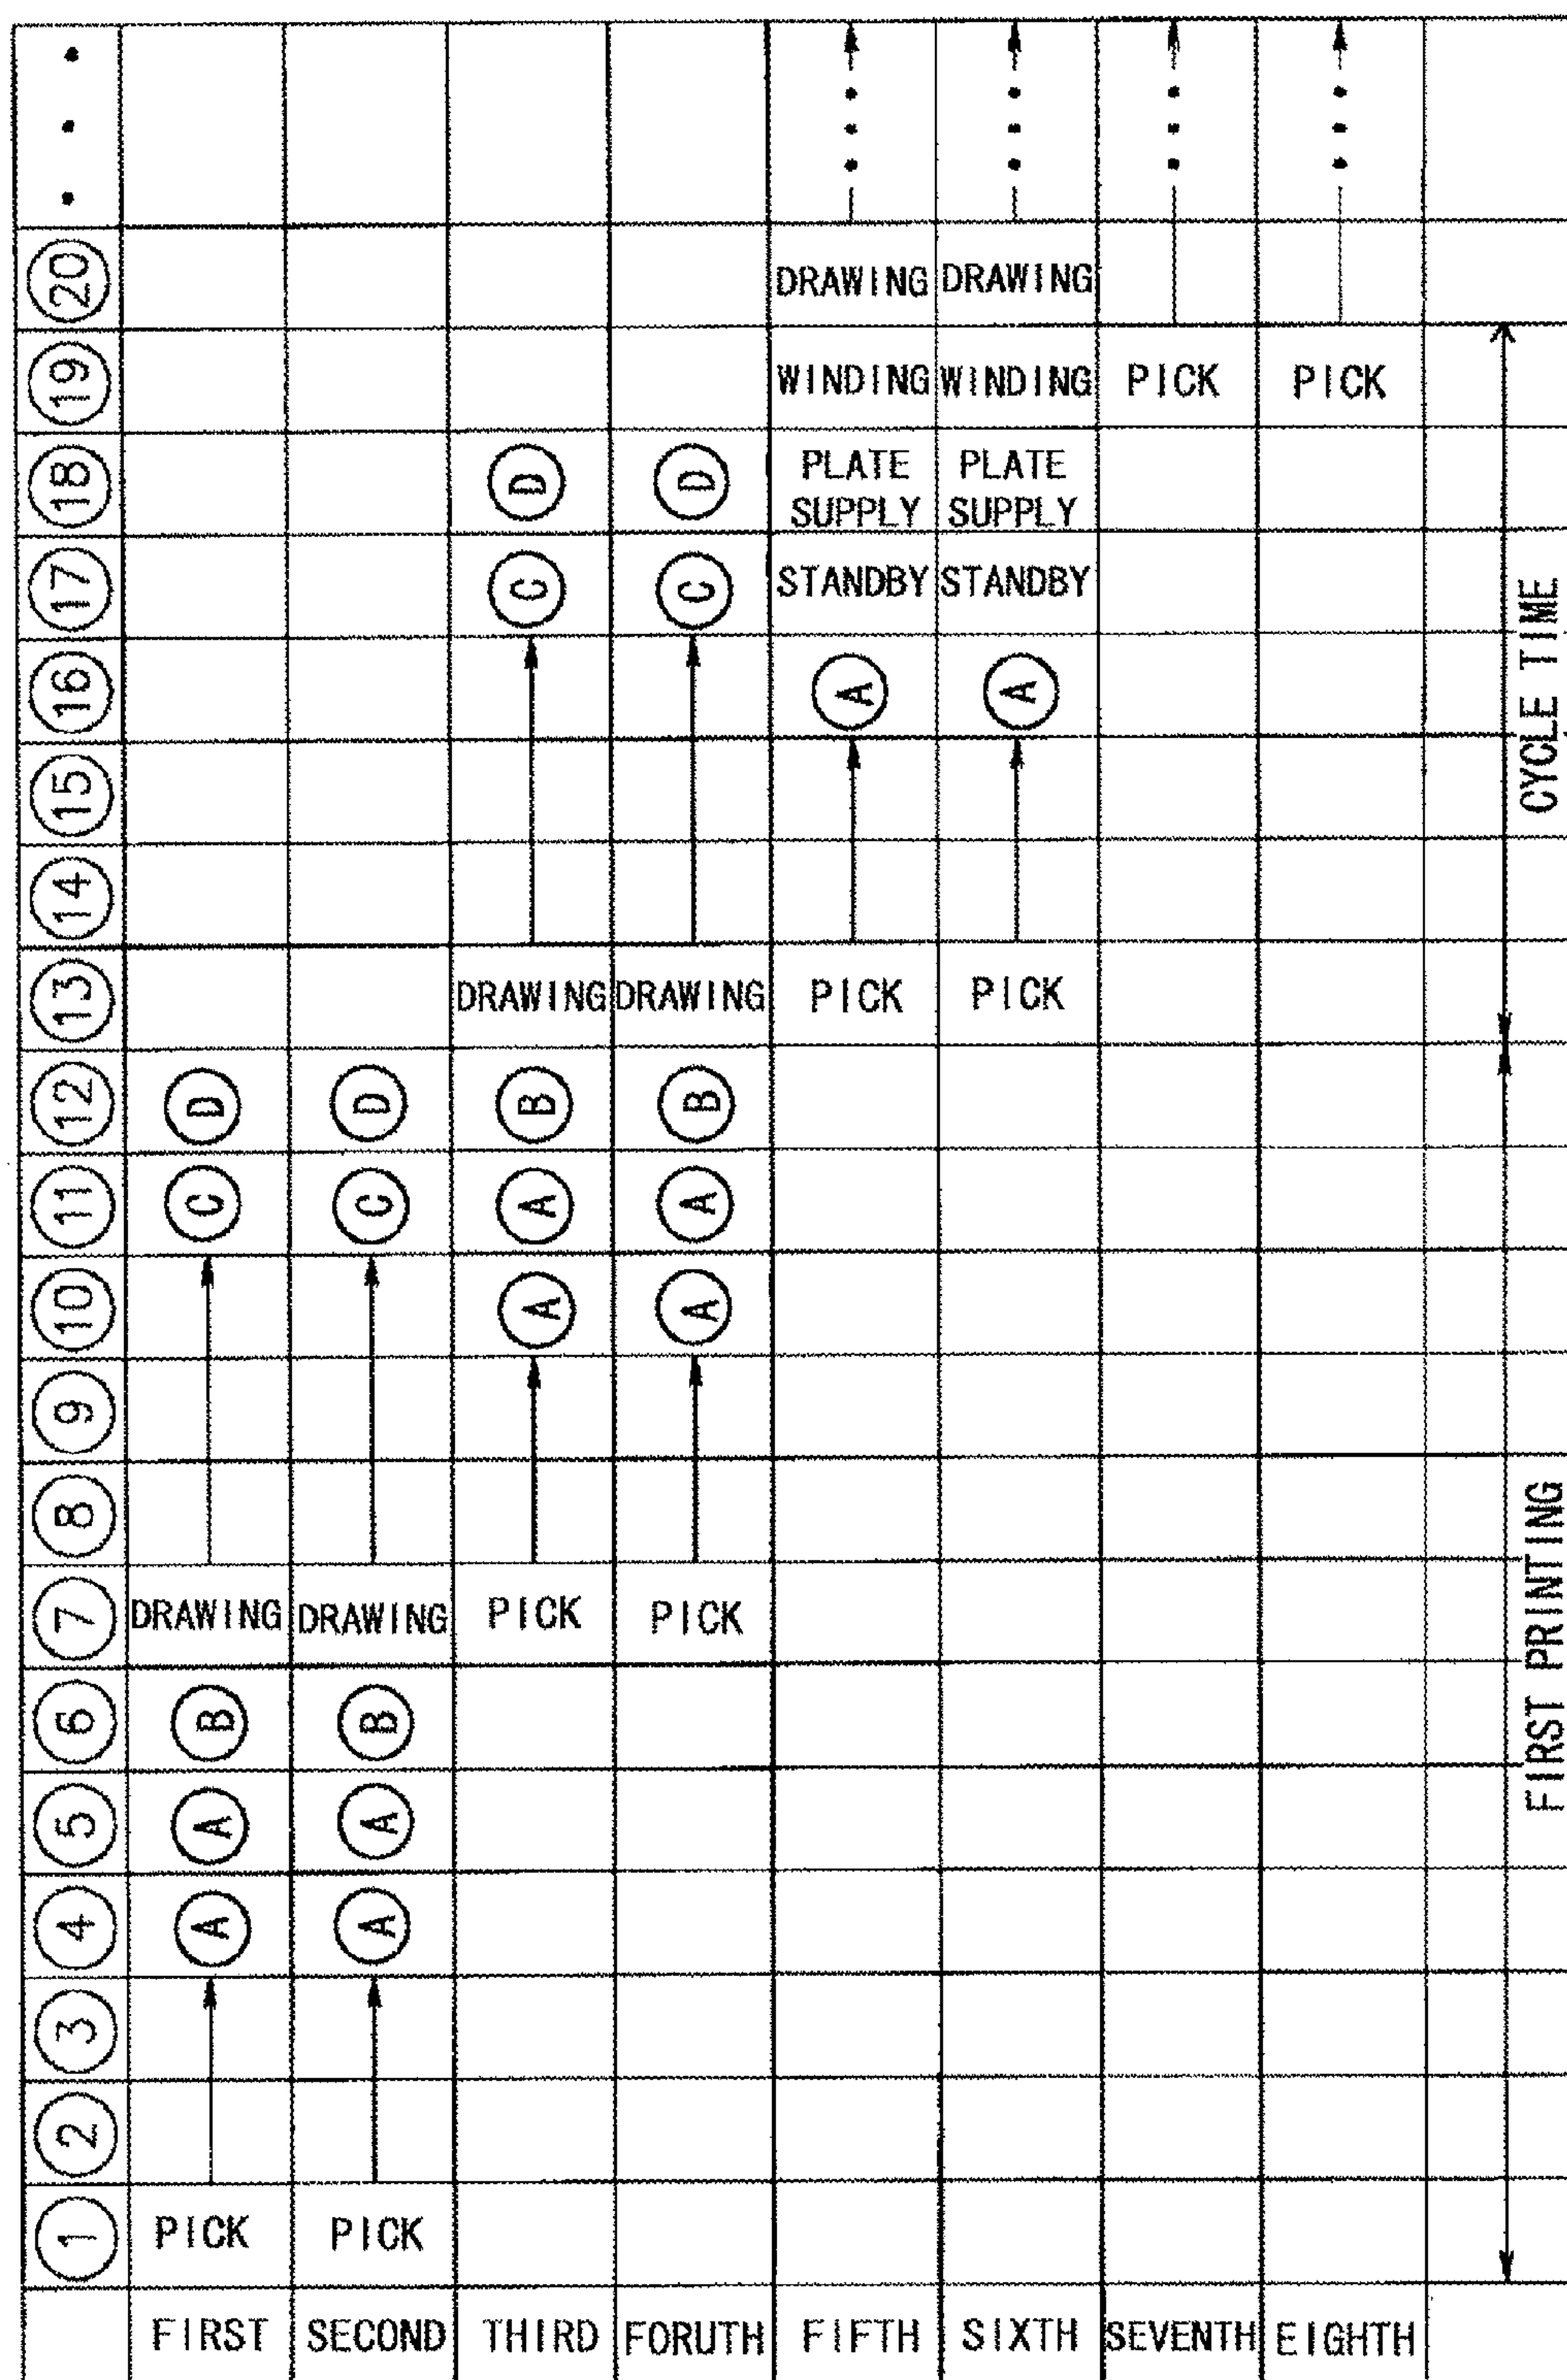 ⑳ DRAWING DRAWING
⑲ WINDING WINDING PICK PICK
⑱ Ⓓ Ⓓ PLATE SUPPLY PLATE SUPPLY
⑰ Ⓒ Ⓒ STANDBY STANDBY
⑯ Ⓐ Ⓐ
⑮
⑭
⑬ DRAWING DRAWING PICK PICK
CYCLE TIME
⑫ Ⓓ Ⓓ Ⓑ Ⓑ
⑪ Ⓒ Ⓒ Ⓐ Ⓐ
⑩ Ⓐ Ⓐ
⑨
⑧
⑦ DRAWING DRAWING PICK PICK
⑥ Ⓑ Ⓑ
⑤ Ⓐ Ⓐ
④ Ⓐ Ⓐ
③
②
① PICK PICK
FIRST PRINTING
FIRST SECOND THIRD FORUTH FIFTH SIXTH SEVENTH EIGHTH